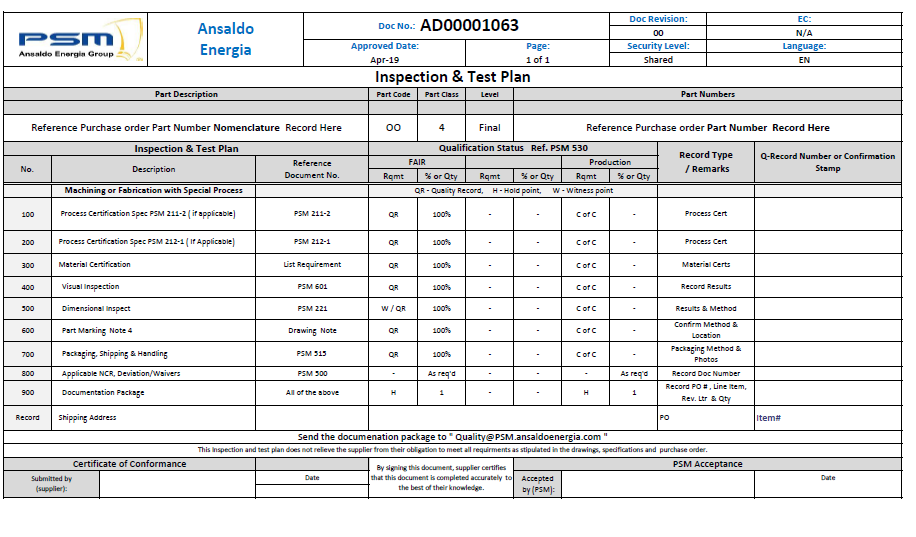 PSM
Ansaldo Energia Group
Ansaldo
Energia
Doc No.: AD00001063
Doc Revision:
EC:
00
N/A
Approved Date:
Page:
Security Level:
Language:
Apr-19
1 of 1
Shared
EN
Inspection & Test Plan
Part Description
Part Code
Part Class
Level
Part Numbers
Reference Purchase order Part Number Nomenclature Record Here
OO
4
Final
Reference Purchase order Part Number Record Here
Inspection & Test Plan
Qualification Status Ref. PSM 530
Record Type
/ Remarks
Q-Record Number or Confirmation
Stamp
No.
Description
Reference
Document No.
FAIR
Production
Rqmt
% or Qty
Rqmt
% or Qty
Rqmt
% or Qty
Machining or Fabrication with Special Process
QR - Quality Record, H - Hold point, W - Witness point
100 Process Certification Spec PSM 211-2 ( if applicable) PSM 211-2 QR 100% - - C of C - Process Cert
200 Process Certification Spec PSM 212-1 ( If Applicable) PSM 212-1 QR 100% - - C of C - Process Cert
300 Material Certification List Requirement QR 100% - - C of C - Material Certs
400 Visual Inspection PSM 601 QR 100% - - C of C - Record Results
500 Dimensional Inspect PSM 221 W / QR 100% - - C of C - Results & Method
600 Part Marking Note 4 Drawing Note QR 100% - - C of C - Confirm Method &
Location
700 Packaging, Shipping & Handling PSM 515 QR 100% - - C of C - Packaging Method &
Photos
800 Applicable NCR, Deviation/Waivers PSM 500 - As req'd - - - As req'd Record Doc Number
900 Documentation Package All of the above H 1 - - H 1 Record PO # , Line Item,
Rev. Ltr & Qty
Record Shipping Address PO Item#
Send the documenation package to " Quality@PSM.ansaldoenergia.com "
This Inspection and test plan does not relieve the supplier from their obligation to meet all requirments as stipulated in the drawings, specifications and purchase order.
Certificate of Conformance
By signing this document, supplier certifies
that this document is completed accurately to
the best of their knowledge.
PSM Acceptance
Submitted by
(supplier):
Date
Accepted
by (PSM):
Date